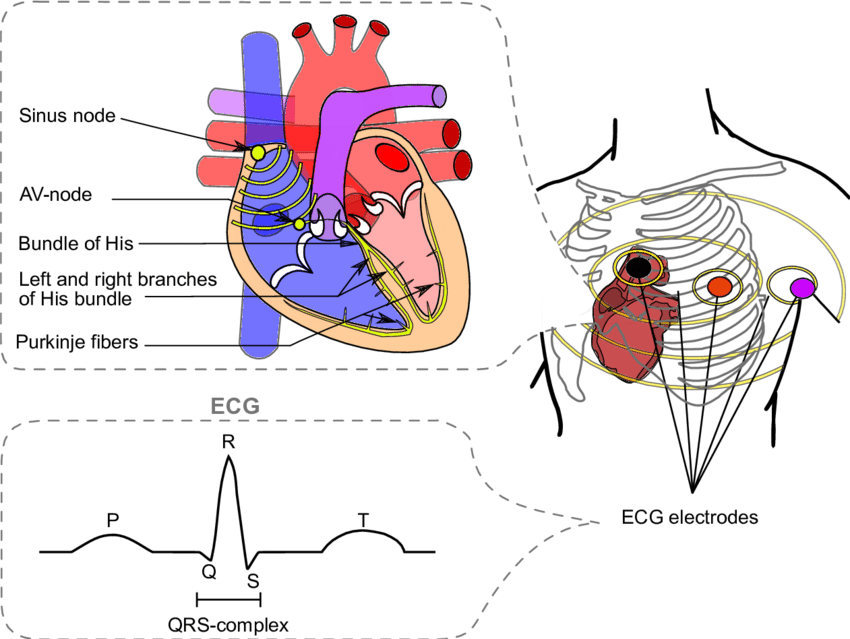 Sinus node
AV-node
Bundle of His
Left and right branches
of His bundle
Purkinje fibers
ECG
R
P
T
Q
S
QRS-complex
ECG electrodes